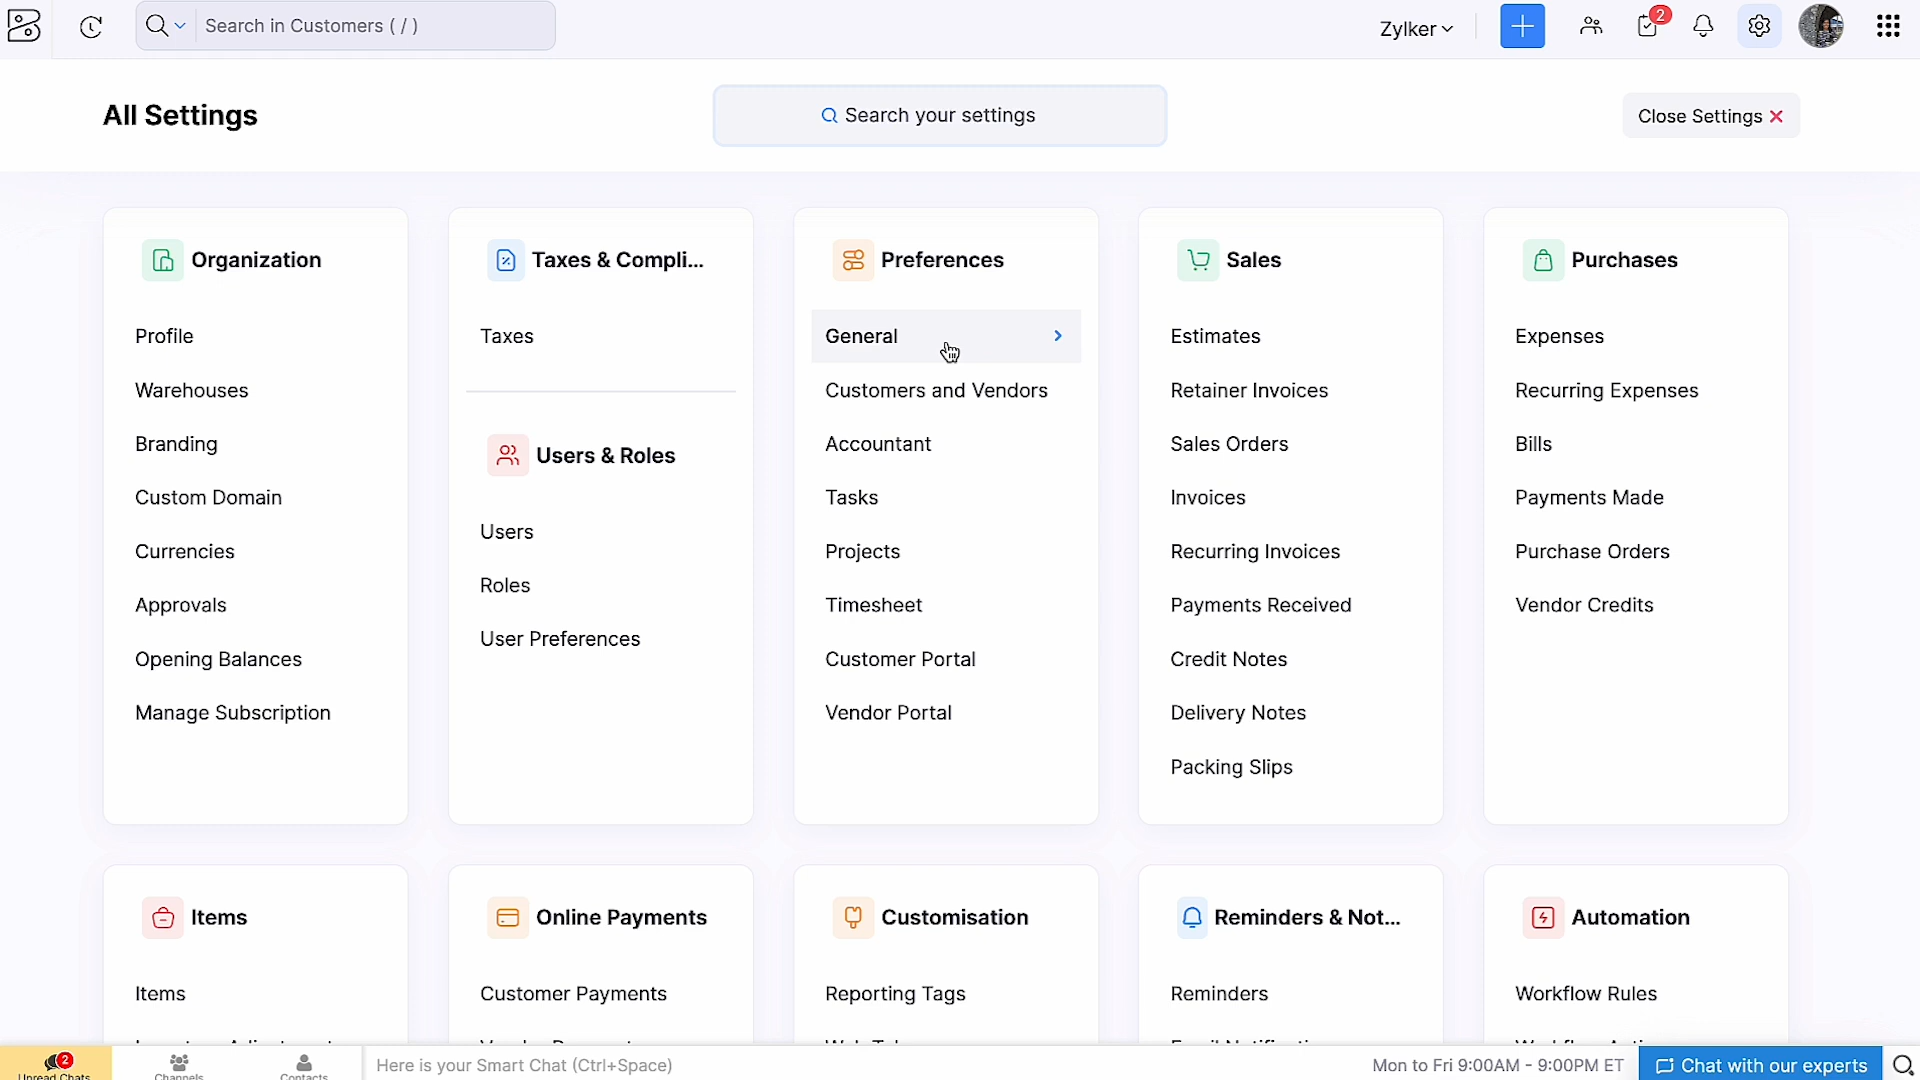 Search in Customers ( / )
Zylker
2
All Settings
Search your settings
Close Settings
Organization
Profile
Warehouses
Branding
Custom Domain
Currencies
Approvals
Opening Balances
Manage Subscription
Taxes & Compli...
Taxes
Users & Roles
Users
Roles
User Preferences
Preferences
General
Customers and Vendors
Accountant
Tasks
Projects
Timesheet
Customer Portal
Vendor Portal
Sales
Estimates
Retainer Invoices
Sales Orders
Invoices
Recurring Invoices
Payments Received
Credit Notes
Delivery Notes
Packing Slips
Purchases
Expenses
Recurring Expenses
Bills
Payments Made
Purchase Orders
Vendor Credits
Items
Items
Online Payments
Customer Payments
Customisation
Reporting Tags
Reminders & Not...
Reminders
Automation
Workflow Rules
2
Unread Chats
Channels
Contacts
Here is your Smart Chat (Ctrl+Space)
Mon to Fri 9:00AM - 9:00PM ET
Chat with our experts